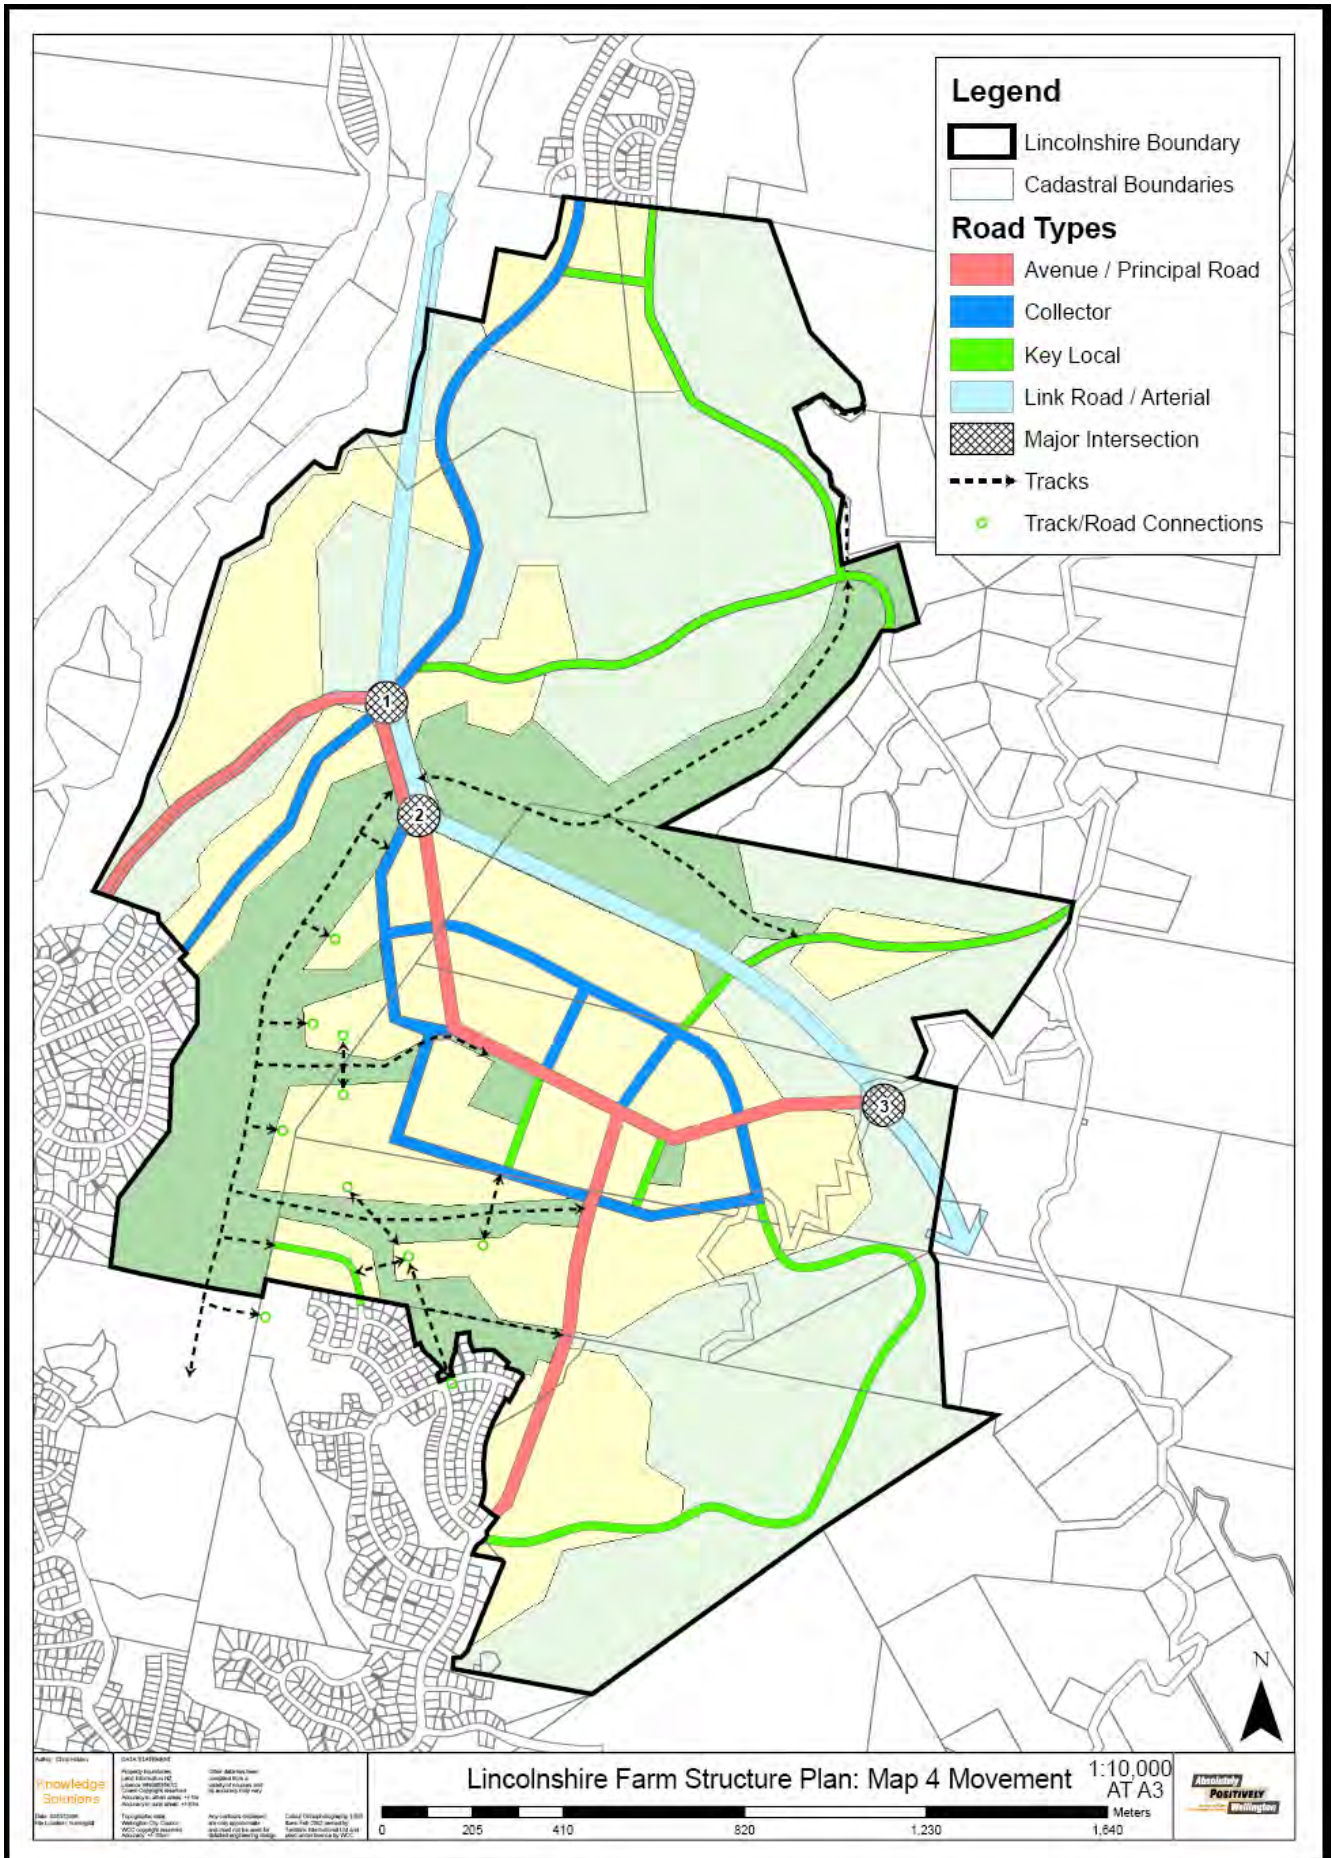 Legend
Lincolnshire Boundary
Cadastral Boundaries
Road Types
Avenue / Principal Road
Collector
Key Local
Link Road / Arterial
Major Intersection
Tracks
Track/Road Connections
1
2
3
N
Knowledge
Solutions
DATA STATEMENT
Lincolnshire Farm Structure Plan: Map 4 Movement
1:10,000
AT A3
Meters
0 205 410 820 1,230 1,640
Absolutely
POSITIVELY
Wellington